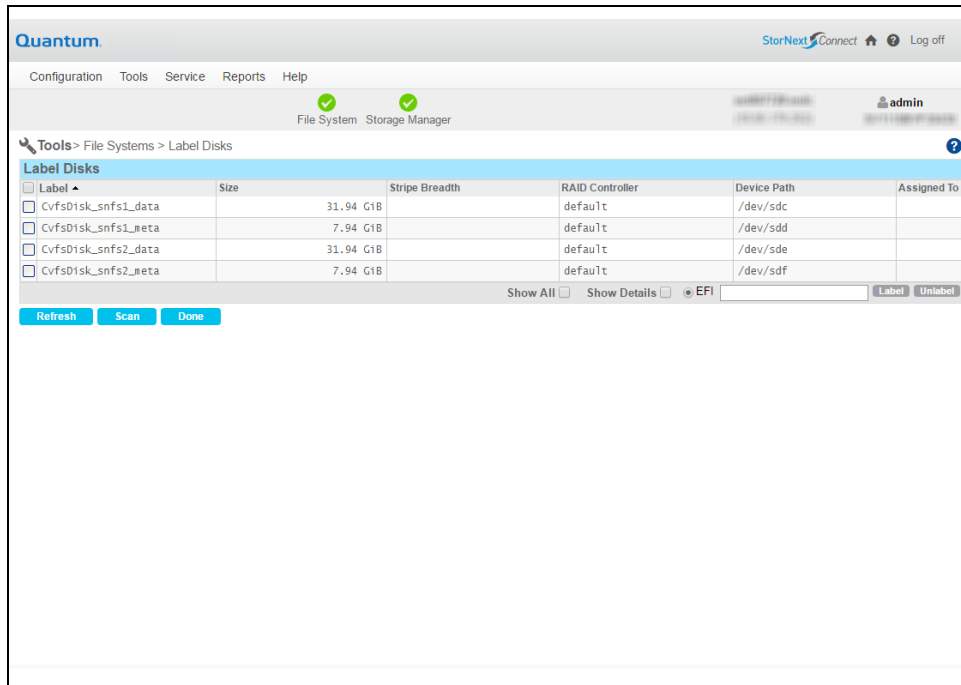 Quantum.
StorNext Connect Log off
Configuration Tools Service Reports Help
File System Storage Manager
admin
Tools> File Systems > Label Disks
Label Disks
Label Size Stripe Breadth RAID Controller Device Path Assigned To
CvfsDisk_snfs1_data 31.94 GiB default /dev/sdc
CvfsDisk_snfs1_meta 7.94 GiB default /dev/sdd
CvfsDisk_snfs2_data 31.94 GiB default /dev/sde
CvfsDisk_snfs2_meta 7.94 GiB default /dev/sdf
Show All Show Details EFI Label Unlabel
Refresh Scan Done